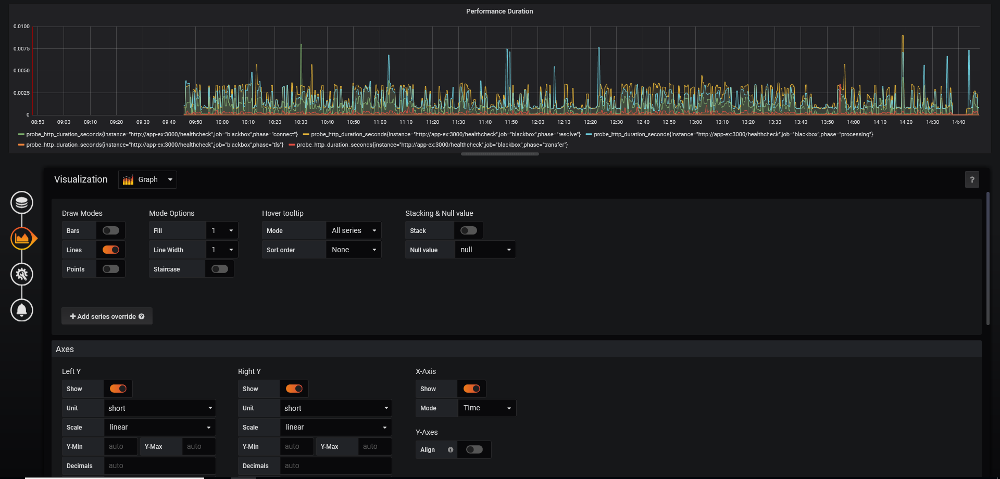 Performance Duration
0.0100
0.0075
0.0050
0.0025
0
08:50 09:00 09:10 09:20 09:30 09:40 09:50 10:00 10:10 10:20 10:30 10:40 10:50 11:00 11:10 11:20 11:30 11:40 11:50 12:00 12:10 12:20 12:30 12:40 12:50 13:00 13:10 13:20 13:30 13:40 13:50 14:00 14:10 14:20 14:30 14:40
probe_http_duration_seconds{instance="http://app-ex:3000/healthcheck",job="blackbox",phase="connect"} probe_http_duration_seconds{instance="http://app-ex:3000/healthcheck",job="blackbox",phase="resolve"} probe_http_duration_seconds{instance="http://app-ex:3000/healthcheck",job="blackbox",phase="processing"}
probe_http_duration_seconds{instance="http://app-ex:3000/healthcheck",job="blackbox",phase="tls"} probe_http_duration_seconds{instance="http://app-ex:3000/healthcheck",job="blackbox",phase="transfer"}
Visualization Graph ?
Draw Modes Mode Options Hover tooltip Stacking & Null value
Bars Fill 1 Mode All series Stack
Lines Line Width 1 Sort order None Null value null
Points Staircase
+ Add series override ?
Axes
Left Y Right Y X-Axis
Show Show Show
Unit short Unit short Mode Time
Scale linear Scale linear
Y-Axes
Y-Min auto Y-Max auto Y-Min auto Y-Max auto
Align i
Decimals auto Decimals auto